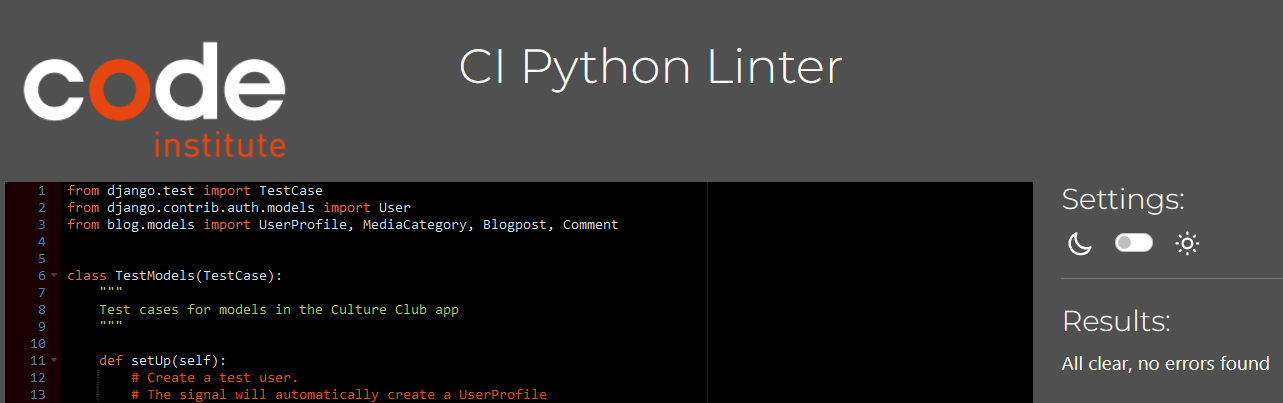 code
institute
CI Python Linter
1 from django.test import TestCase
2 from django.contrib.auth.models import User
3 from blog.models import UserProfile, MediaCategory, Blogpost, Comment
4
5
6 class TestModels(TestCase):
7     """
8     Test cases for models in the Culture Club app
9     """
10
11     def setUp(self):
12         # Create a test user.
13         # The signal will automatically create a UserProfile
Settings:
Results:
All clear, no errors found